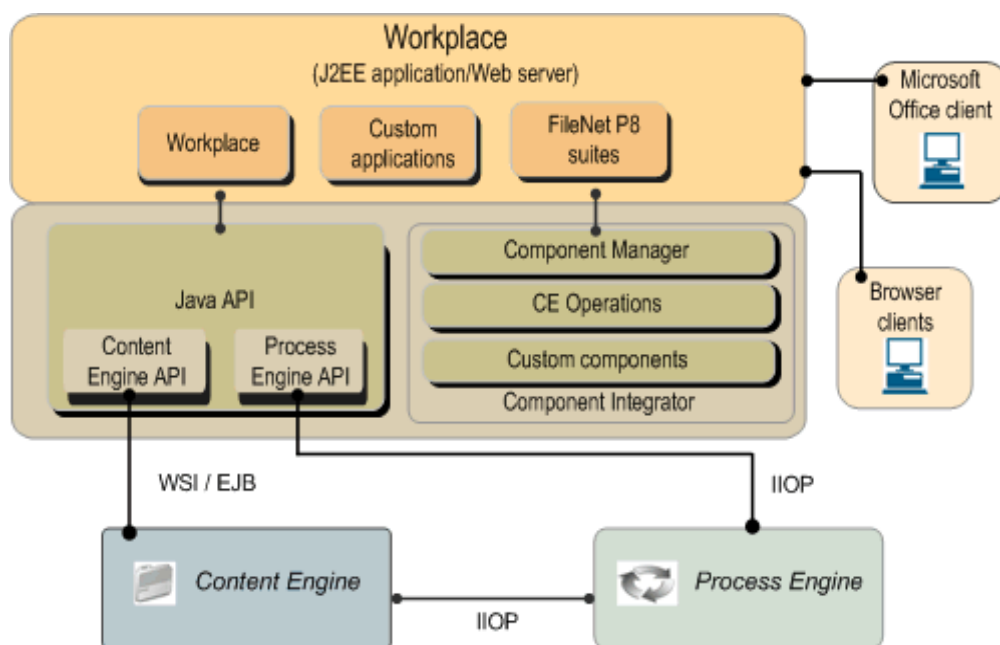 Workplace
(J2EE application/Web server)
Workplace
Custom
applications
FileNet P8
suites
Microsoft
Office client
Browser
clients
Java API
Content
Engine API
Process
Engine API
Component Manager
CE Operations
Custom components
Component Integrator
WSI / EJB
IIOP
Content Engine
Process Engine
IIOP